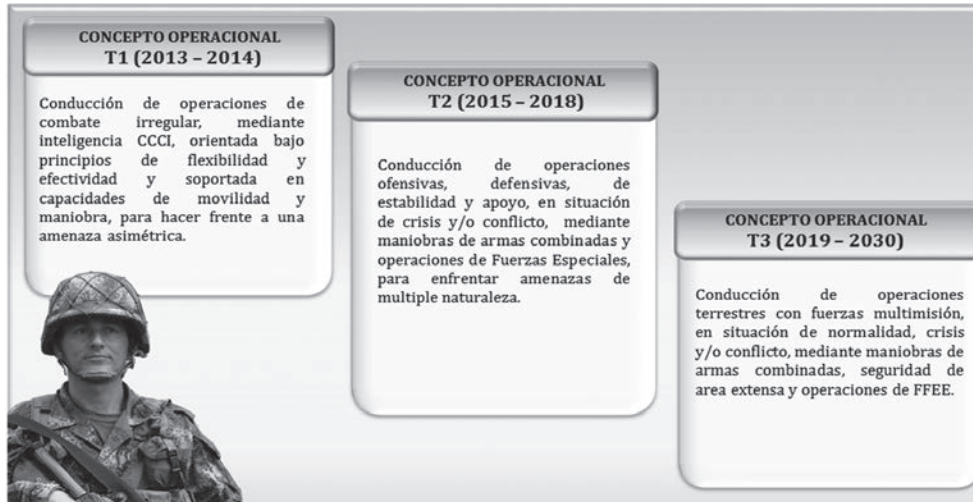 CONCEPTO OPERACIONAL
T1 (2013 – 2014)
Conducción de operaciones de
combate irregular, mediante
inteligencia CCCI, orientada bajo
principios de flexibilidad y
efectividad y soportada en
capacidades de movilidad y
maniobra, para hacer frente a una
amenaza asimétrica.
CONCEPTO OPERACIONAL
T2 (2015 – 2018)
Conducción de operaciones
ofensivas, defensivas, de
estabilidad y apoyo, en situación
de crisis y/o conflicto, mediante
maniobras de armas combinadas y
operaciones de Fuerzas Especiales,
para enfrentar amenazas de
multiple naturaleza.
CONCEPTO OPERACIONAL
T3 (2019 – 2030)
Conducción de operaciones
terrestres con fuerzas multimisión,
en situación de normalidad, crisis
y/o conflicto, mediante maniobras de
armas combinadas, seguridad de
area extensa y operaciones de FFEE.